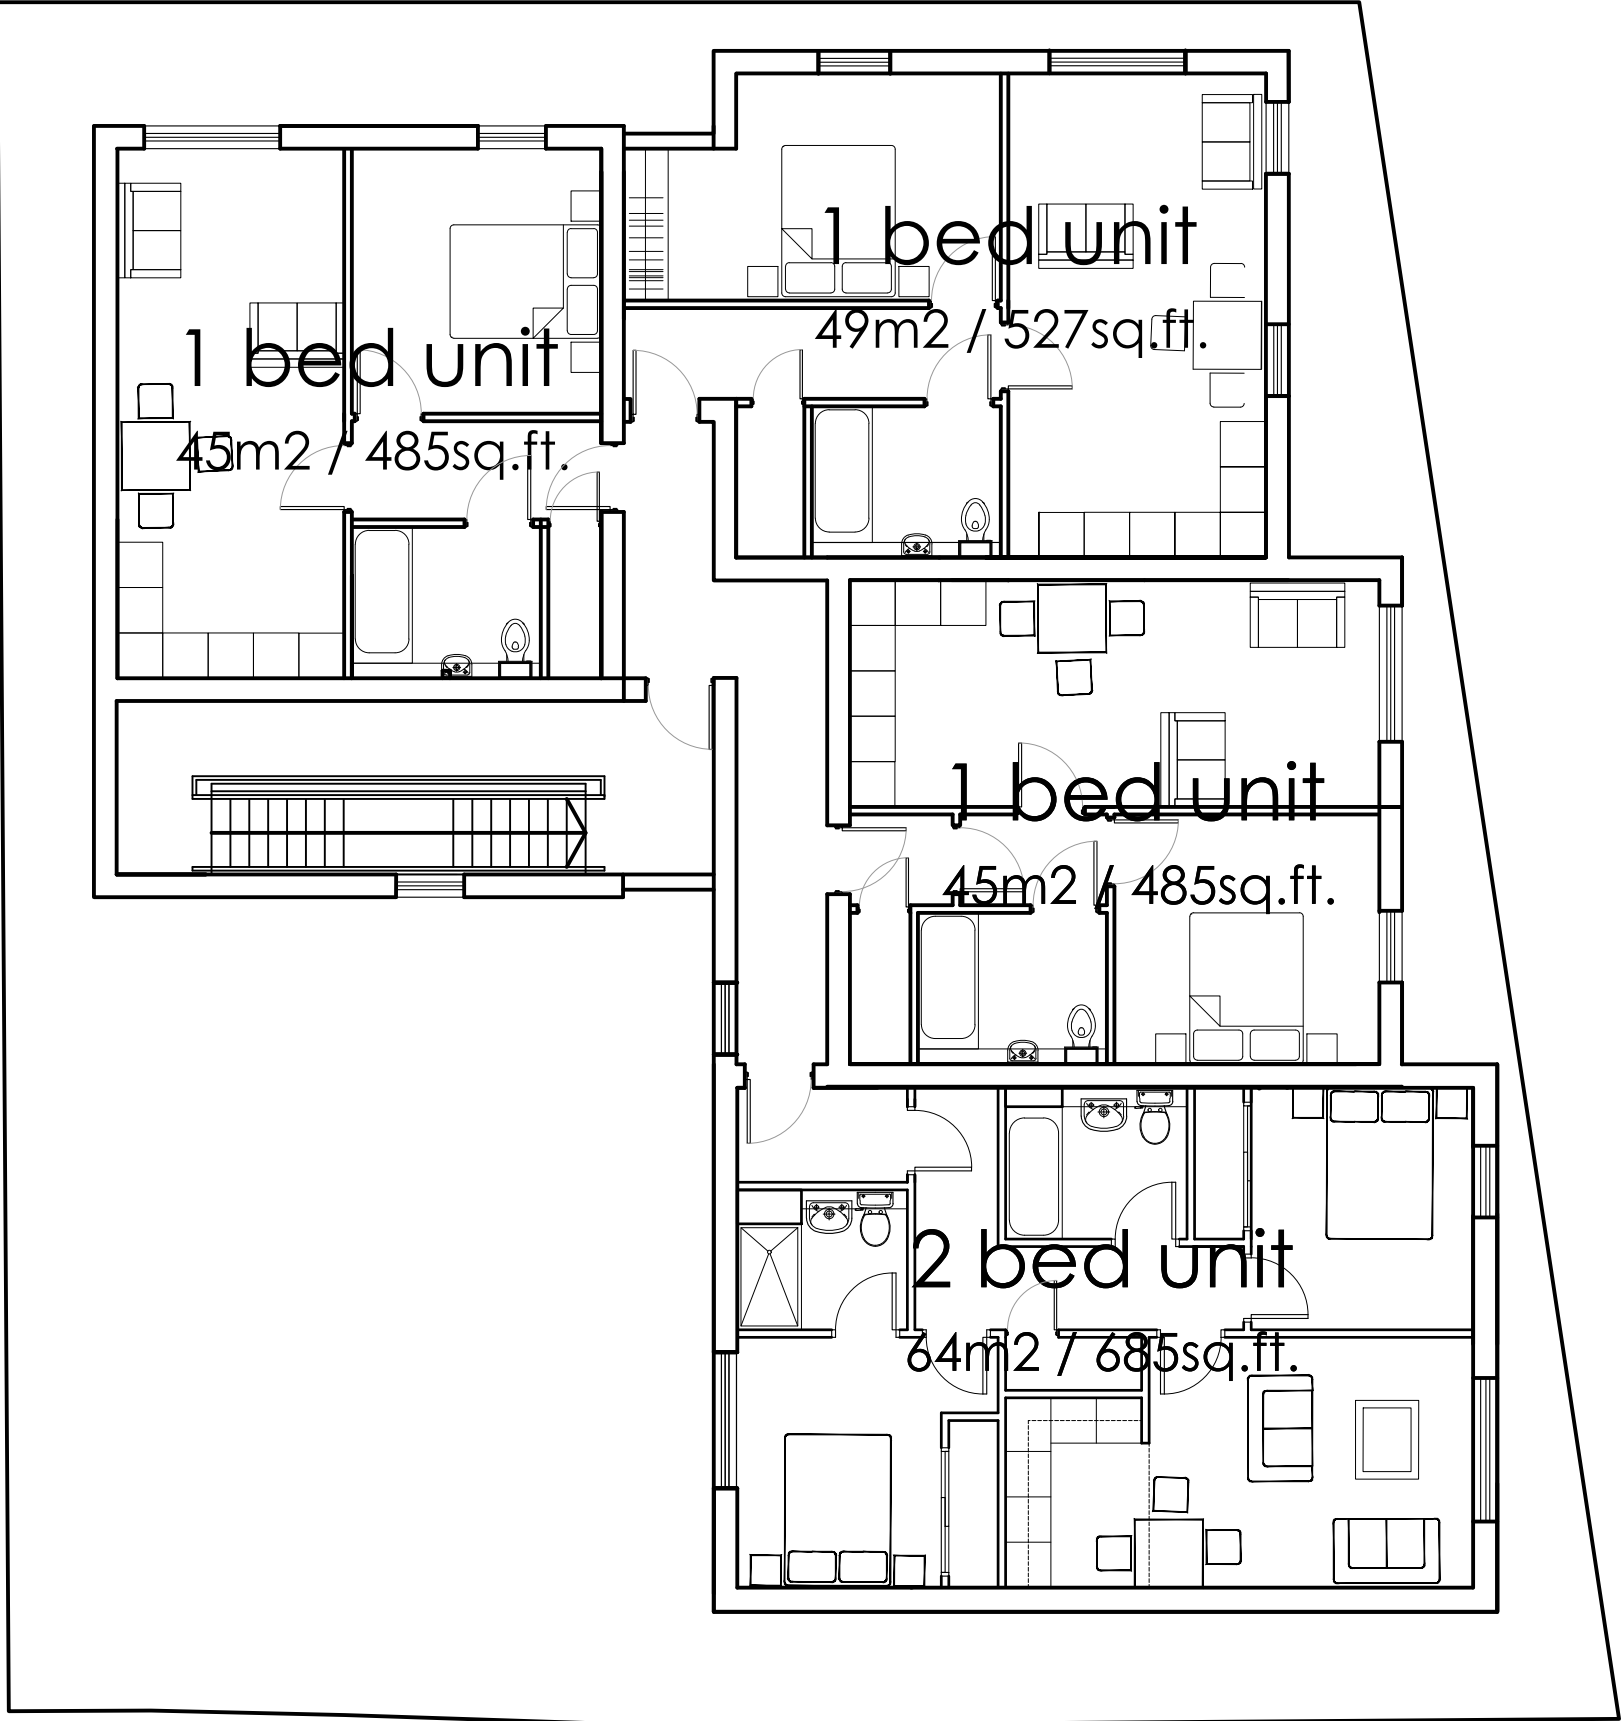 1 bed unit
49m2 / 527sq.ft.
1 bed unit
45m2 / 485sq.ft.
1 bed unit
45m2 / 485sq.ft.
2 bed unit
64m2 / 685sq.ft.